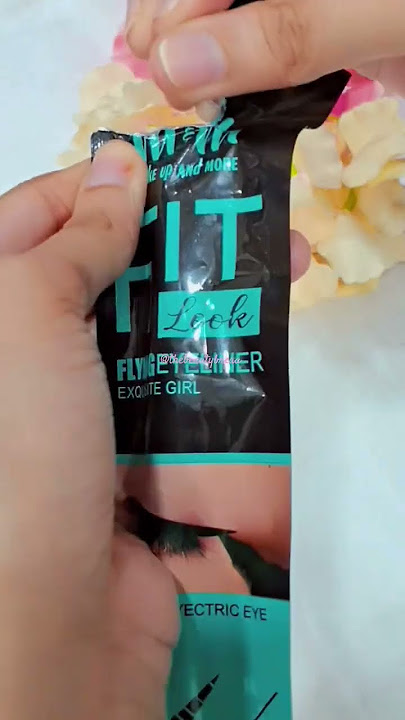 KE UP AND MORE
FIT
Look
FLYING EYELINER
EXQUITE GIRL
YECTRIC EYE